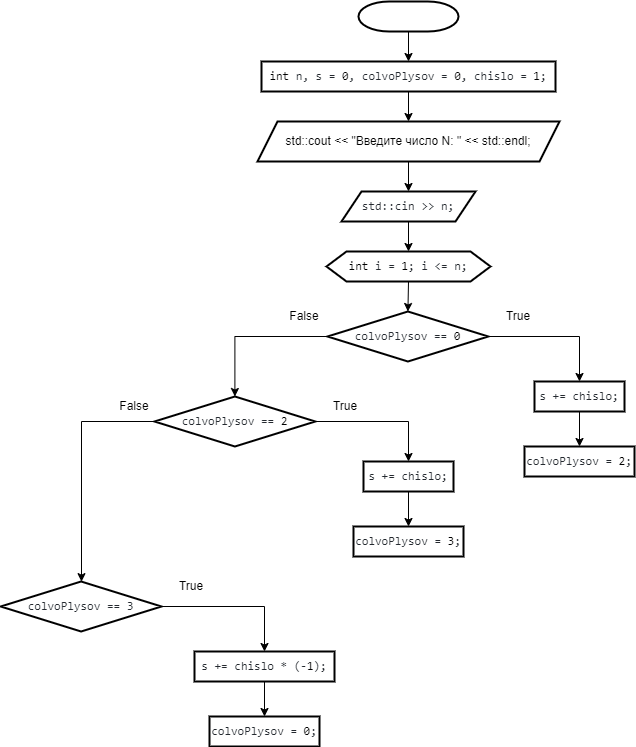 int n, s = 0, colvoPlysov = 0, chislo = 1;
std::cout << "Введите число N: " << std::endl;
std::cin >> n;
int i = 1; i <= n;
False
True
colvoPlysov == 0
s += chislo;
colvoPlysov = 2;
False
True
colvoPlysov == 2
s += chislo;
colvoPlysov = 3;
True
colvoPlysov == 3
s += chislo * (-1);
colvoPlysov = 0;